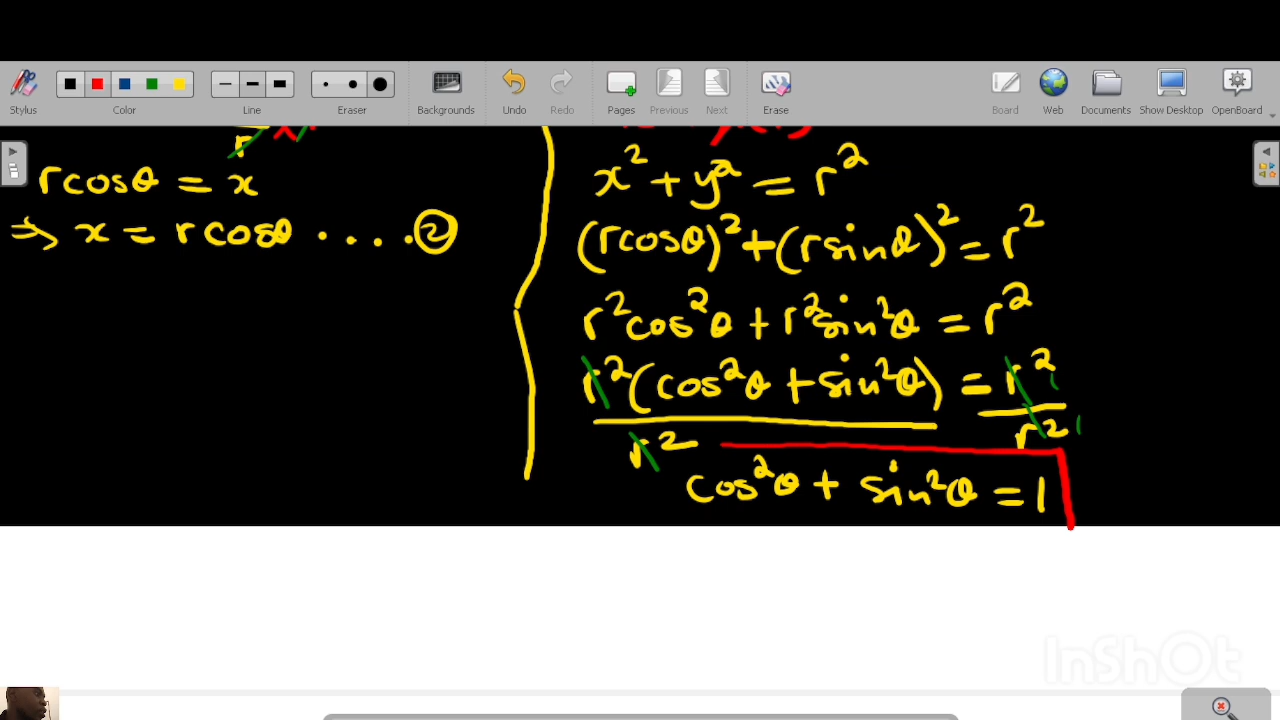 Stylus
Color
Line
Eraser
Backgrounds
Undo
Redo
Pages
Previous
Next
Erase
Board
Web
Documents
Show Desktop
OpenBoard
r
rcosθ = x
⇒ x = rcosθ .... ②
x² + y² = r²
(rcosθ)² + (rsinθ)² = r²
r²cos²θ + r²sin²θ = r²
r²(cos²θ + sin²θ) = r² 1
r² r² 1
cos²θ + sin²θ = 1
InShOt